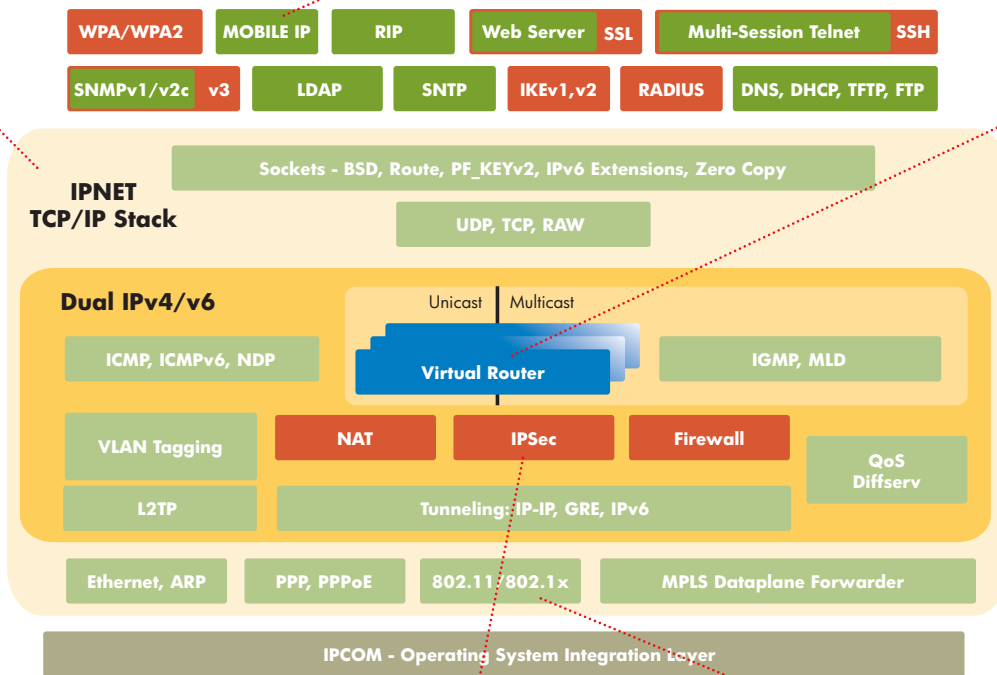 WPA/WPA2
MOBILE IP
RIP
Web Server
SSL
Multi-Session Telnet
SSH
SNMPv1/v2c
v3
LDAP
SNTP
IKEv1,v2
RADIUS
DNS, DHCP, TFTP, FTP
Sockets - BSD, Route, PF_KEYv2, IPv6 Extensions, Zero Copy
IPNET
TCP/IP Stack
UDP, TCP, RAW
Dual IPv4/v6
Unicast
Multicast
ICMP, ICMPv6, NDP
Virtual Router
IGMP, MLD
VLAN Tagging
NAT
IPSec
Firewall
QoS
Diffserv
L2TP
Tunneling: IP-IP, GRE, IPv6
Ethernet, ARP
PPP, PPPoE
802.11/802.1x
MPLS Dataplane Forwarder
IPCOM - Operating System Integration Layer